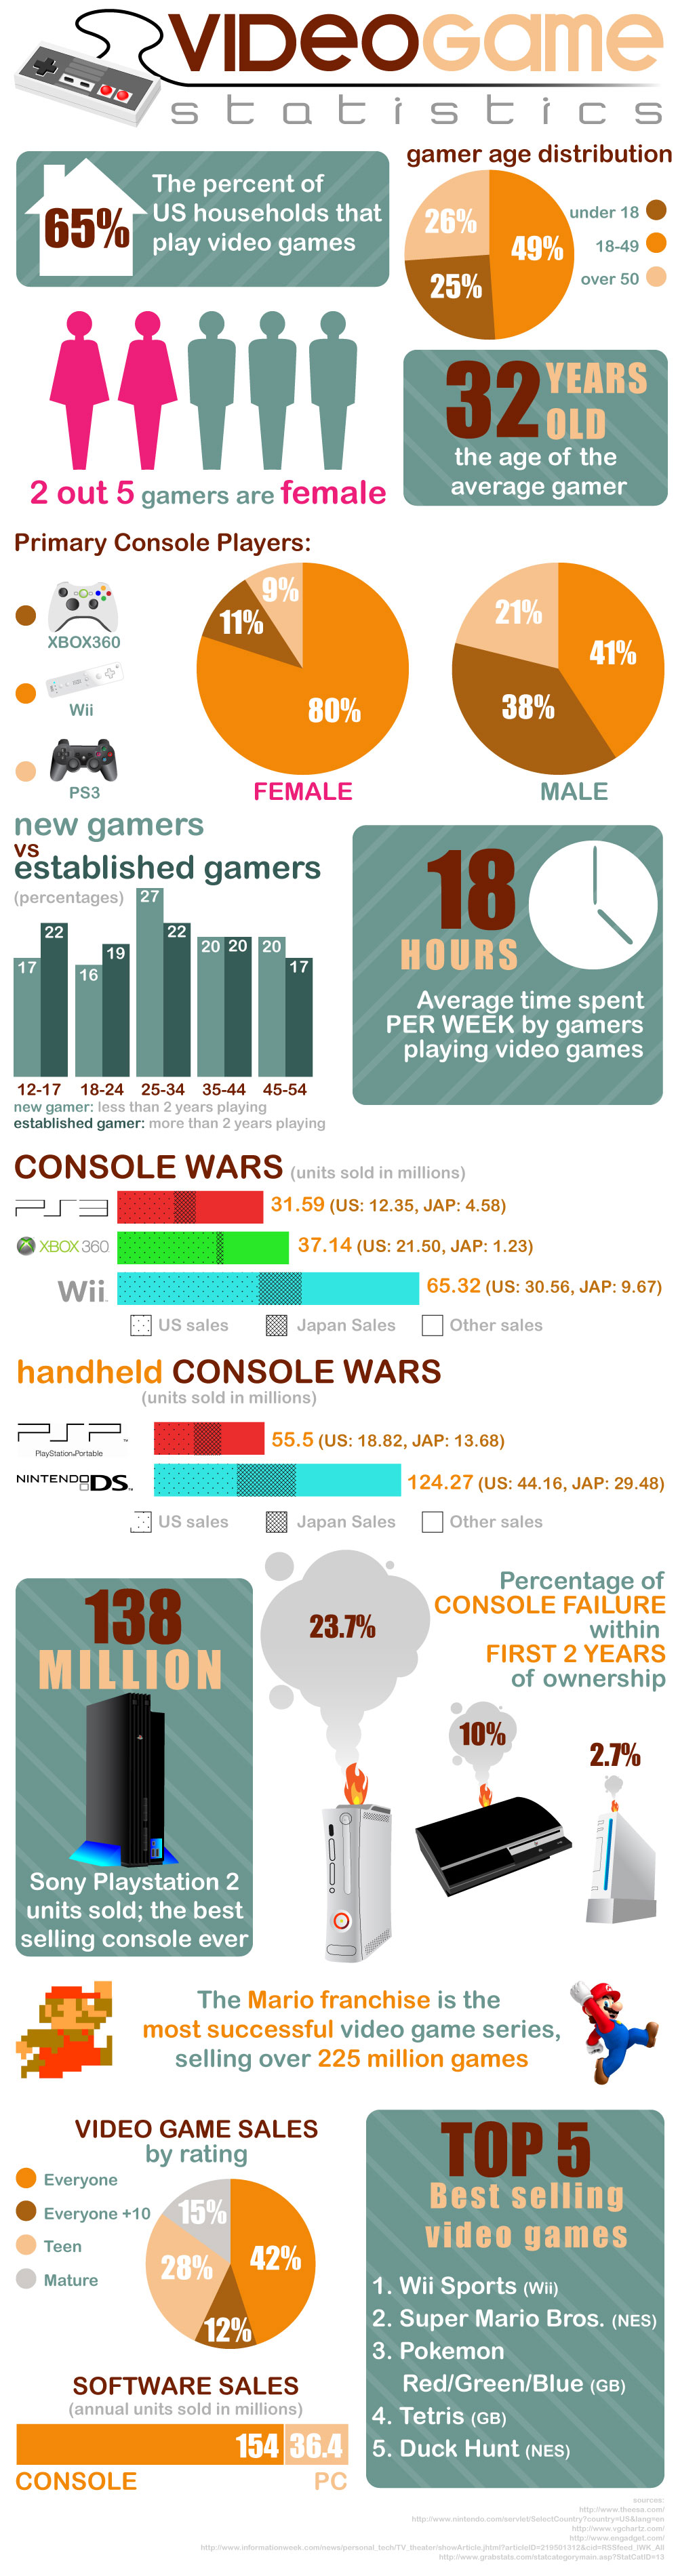 VIDEOGAME
statistics
65%
The percent of
US households that
play video games
gamer age distribution
26%
49%
25%
under 18
18-49
over 50
2 out 5 gamers are female
32 YEARS
OLD
the age of the
average gamer
Primary Console Players:
XBOX360
Wii
PS3
9%
11%
80%
FEMALE
21%
41%
38%
MALE
new gamers
vs
established gamers
(percentages)
17
22
16
19
27
22
20
20
20
17
12-17
18-24
25-34
35-44
45-54
new gamer: less than 2 years playing
established gamer: more than 2 years playing
18
HOURS
Average time spent
PER WEEK by gamers
playing video games
CONSOLE WARS (units sold in millions)
PS3 31.59 (US: 12.35, JAP: 4.58)
XBOX 360 37.14 (US: 21.50, JAP: 1.23)
Wii 65.32 (US: 30.56, JAP: 9.67)
US sales
Japan Sales
Other sales
handheld CONSOLE WARS
(units sold in millions)
PSP™
PlayStation Portable
55.5 (US: 18.82, JAP: 13.68)
NINTENDO DS™ 124.27 (US: 44.16, JAP: 29.48)
US sales
Japan Sales
Other sales
138
MILLION
Sony Playstation 2
units sold; the best
selling console ever
23.7%
10%
2.7%
Percentage of
CONSOLE FAILURE
within
FIRST 2 YEARS
of ownership
The Mario franchise is the
most successful video game series,
selling over 225 million games
VIDEO GAME SALES
by rating
Everyone
Everyone +10
Teen
Mature
15%
42%
28%
12%
SOFTWARE SALES
(annual units sold in millions)
154
36.4
CONSOLE
PC
TOP 5
Best selling
video games
1. Wii Sports (Wii)
2. Super Mario Bros. (NES)
3. Pokemon
Red/Green/Blue (GB)
4. Tetris (GB)
5. Duck Hunt (NES)
sources:
http://www.theesa.com/
http://www.nintendo.com/servlet/SelectCountry?country=US&lang=en
http://www.vgchartz.com/
http://www.engadget.com/
http://www.informationweek.com/news/personal_tech/TV_theater/showArticle.jhtml?articleID=219501312&cid=RSSfeed_IWK_All
http://www.grabstats.com/statcategorymain.asp?StatCatID=13